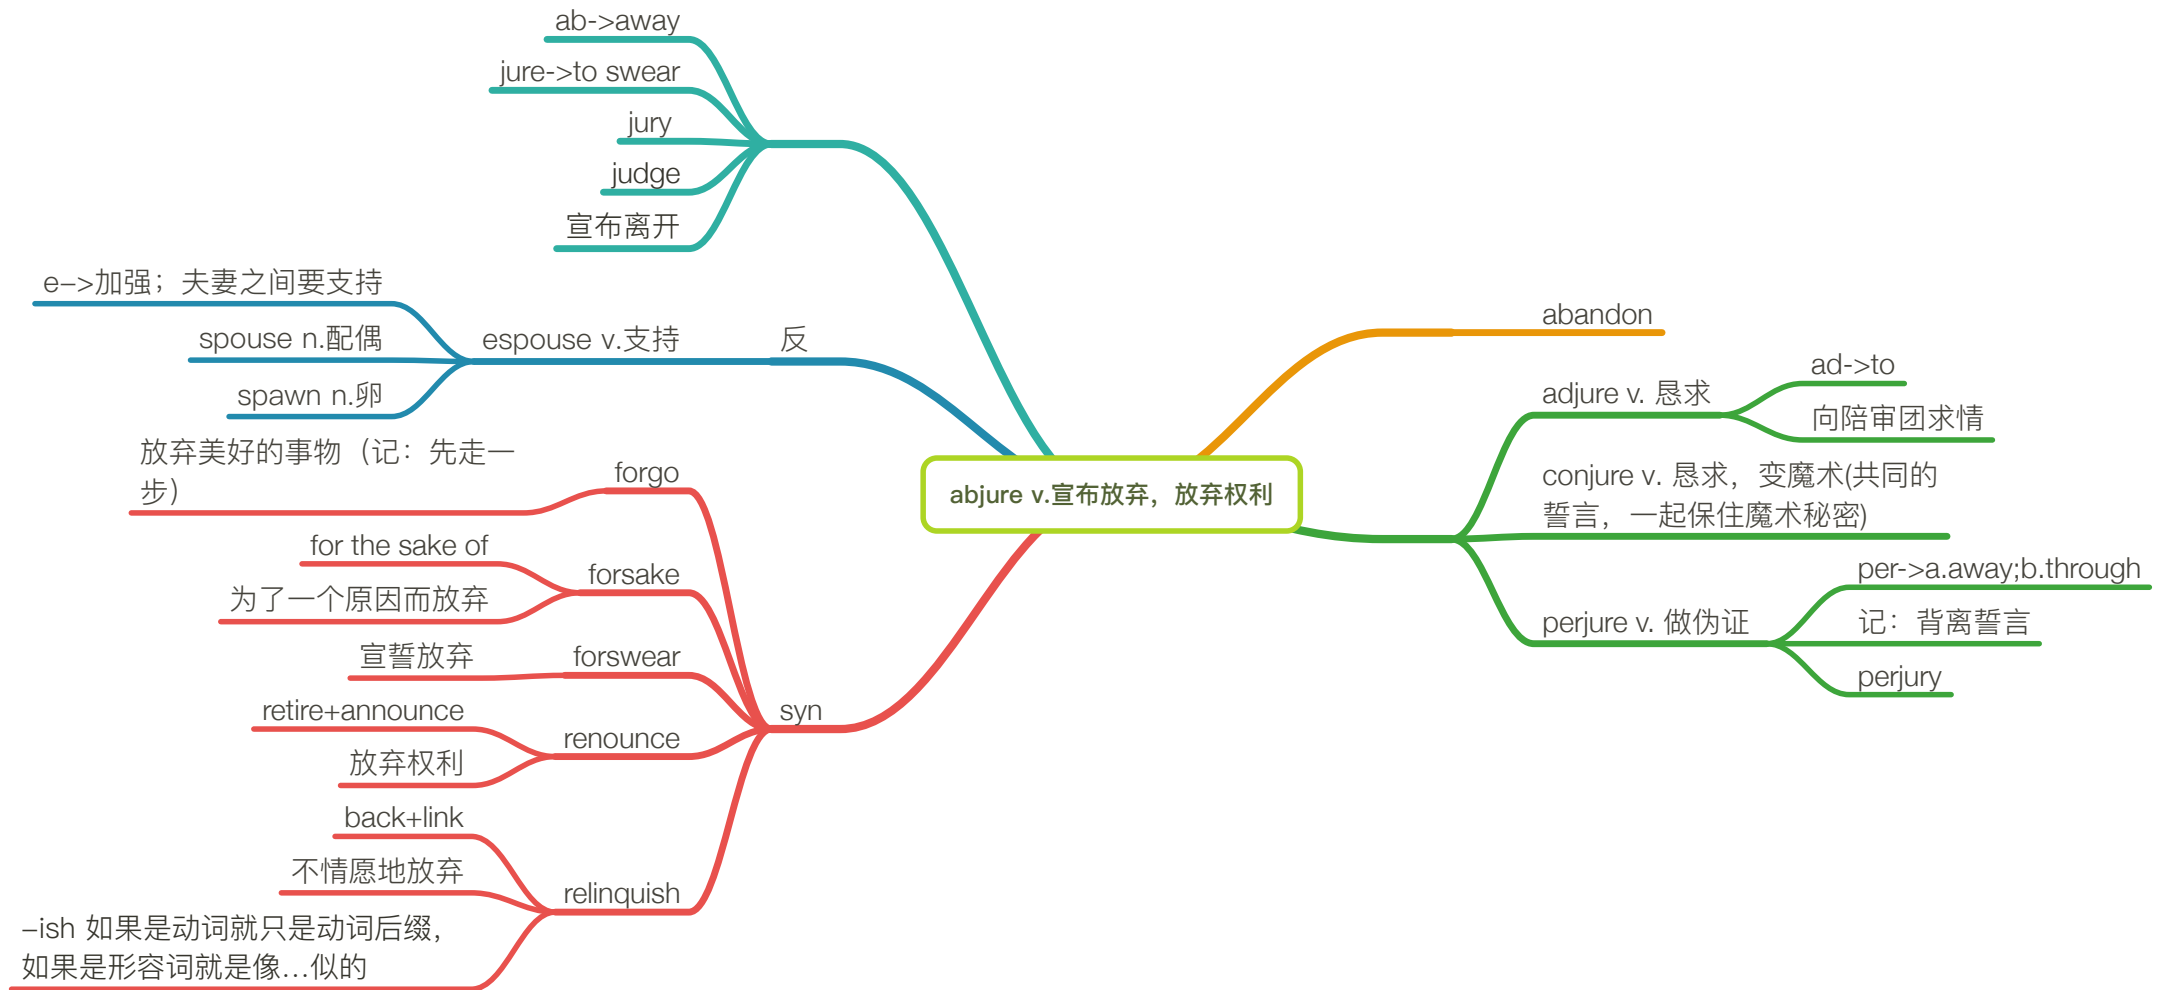 ab->away
jure->to swear
jury
judge
宣布离开
e->加强；夫妻之间要支持
spouse n.配偶
spawn n.卵
espouse v.支持
反
放弃美好的事物（记：先走一
步）
forgo
for the sake of
为了一个原因而放弃
forsake
宣誓放弃
forswear
retire+announce
放弃权利
renounce
back+link
不情愿地放弃
-ish 如果是动词就只是动词后缀，
如果是形容词就是像...似的
relinquish
syn
abjure v.宣布放弃，放弃权利
abandon
adjure v. 恳求
ad->to
向陪审团求情
conjure v. 恳求，变魔术(共同的
誓言，一起保住魔术秘密)
perjure v. 做伪证
per->a.away;b.through
记：背离誓言
perjury